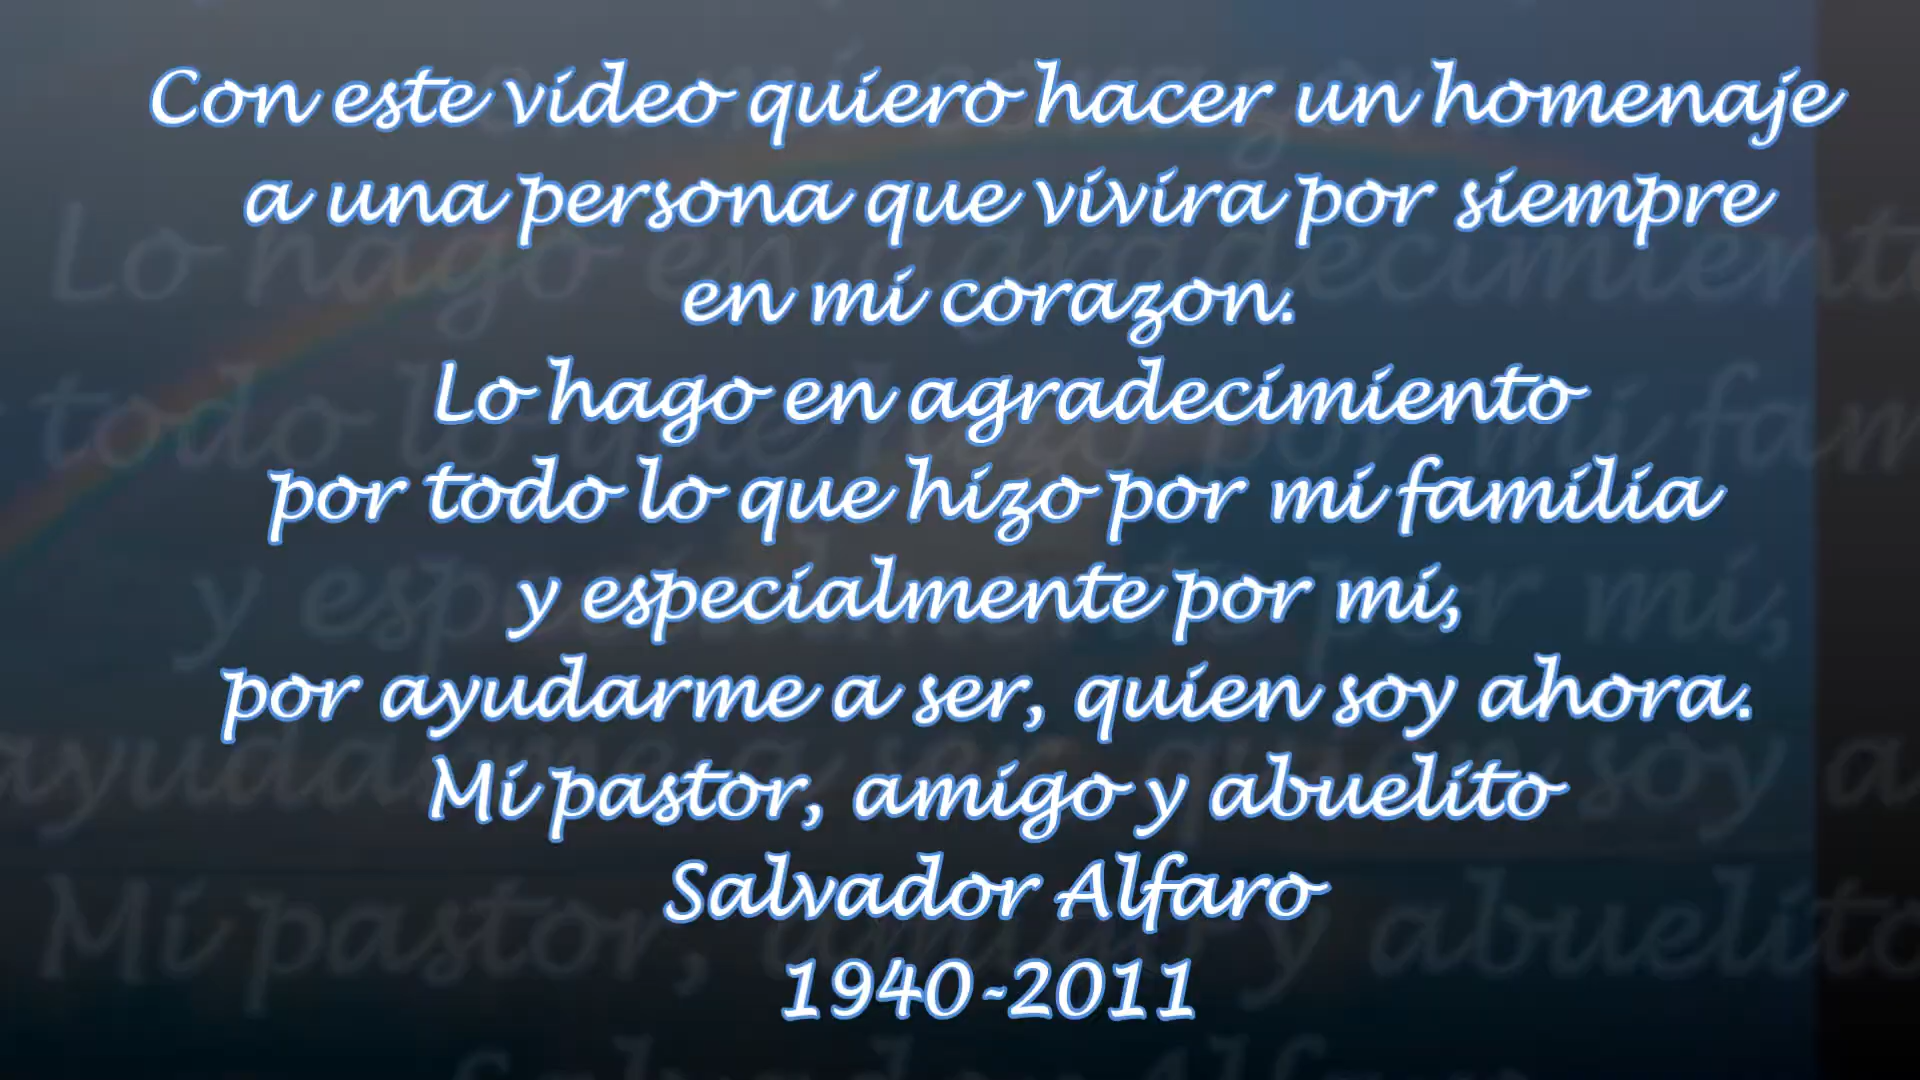 Con este video quiero hacer un homenaje
a una persona que vivira por siempre
en mi corazon.
Lo hago en agradecimiento
por todo lo que hizo por mi familia
y especialmente por mi,
por ayudarme a ser, quien soy ahora.
Mi pastor, amigo y abuelito
Salvador Alfaro
1940-2011